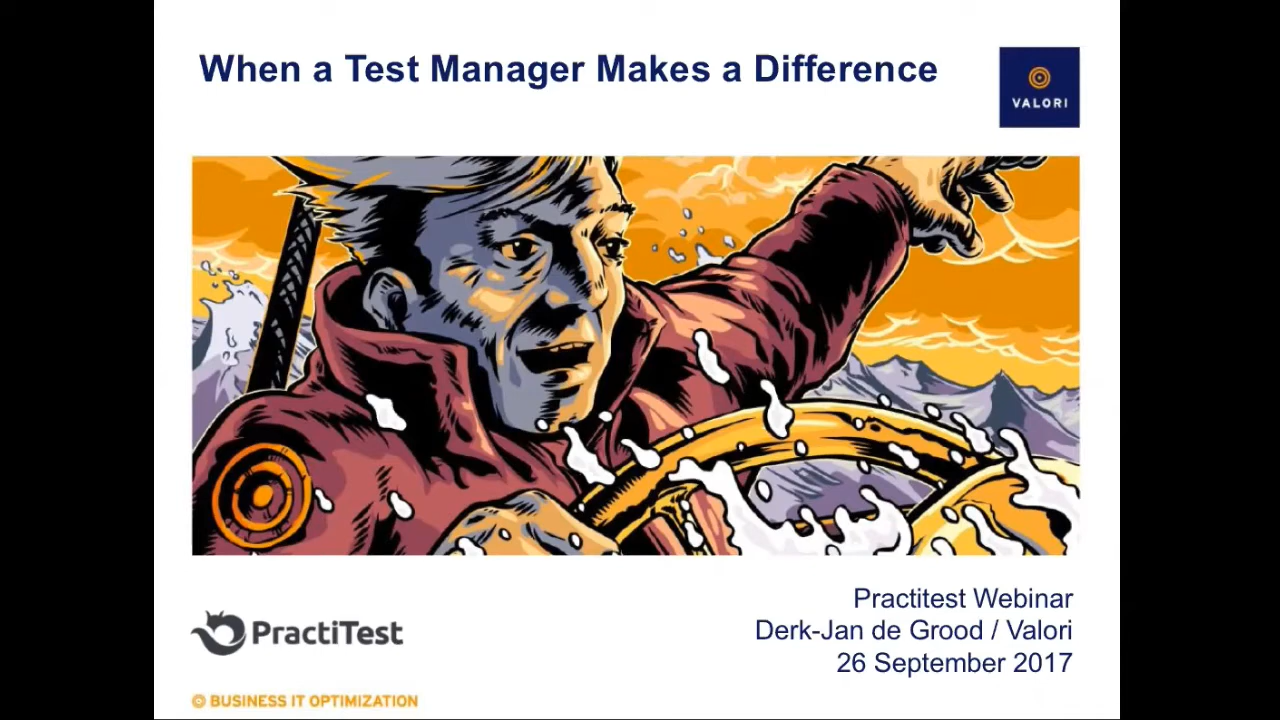 When a Test Manager Makes a Difference
VALORI
PractiTest
Practitest Webinar
Derk-Jan de Grood / Valori
26 September 2017
BUSINESS IT OPTIMIZATION